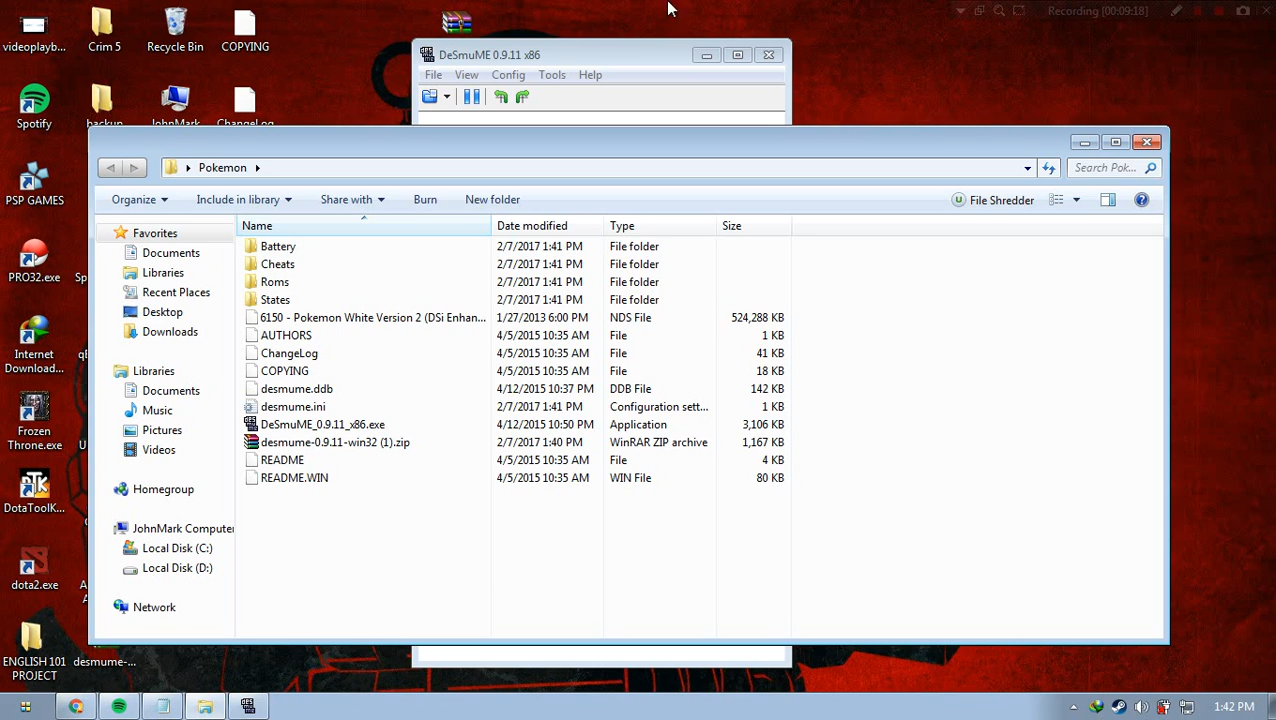 Recording [00:09:18]
videoplayb...
Crim 5
Recycle Bin
COPYING
DeSmuME 0.9.11 x86
File View Config Tools Help
Spotify
backup
JohnMark
ChangeLog
Pokemon
Search Pok...
Organize Include in library Share with Burn New folder File Shredder
PSP GAMES
PRO32.exe
Sp
Internet
Download...
Frozen
Throne.exe
DotaToolK...
dota2.exe
ENGLISH 101
PROJECT
desmume-...
Favorites
Documents
Libraries
Recent Places
Desktop
Downloads
Libraries
Documents
Music
Pictures
Videos
Homegroup
JohnMark Computer
Local Disk (C:)
Local Disk (D:)
Network
Name Date modified Type Size
Battery 2/7/2017 1:41 PM File folder
Cheats 2/7/2017 1:41 PM File folder
Roms 2/7/2017 1:41 PM File folder
States 2/7/2017 1:41 PM File folder
6150 - Pokemon White Version 2 (DSi Enhan... 1/27/2013 6:00 PM NDS File 524,288 KB
AUTHORS 4/5/2015 10:35 AM File 1 KB
ChangeLog 4/5/2015 10:35 AM File 41 KB
COPYING 4/5/2015 10:35 AM File 18 KB
desmume.ddb 4/12/2015 10:37 PM DDB File 142 KB
desmume.ini 2/7/2017 1:41 PM Configuration sett... 1 KB
DeSmuME_0.9.11_x86.exe 4/12/2015 10:50 PM Application 3,106 KB
desmume-0.9.11-win32 (1).zip 2/7/2017 1:40 PM WinRAR ZIP archive 1,167 KB
README 4/5/2015 10:35 AM File 4 KB
README.WIN 4/5/2015 10:35 AM WIN File 80 KB
1:42 PM